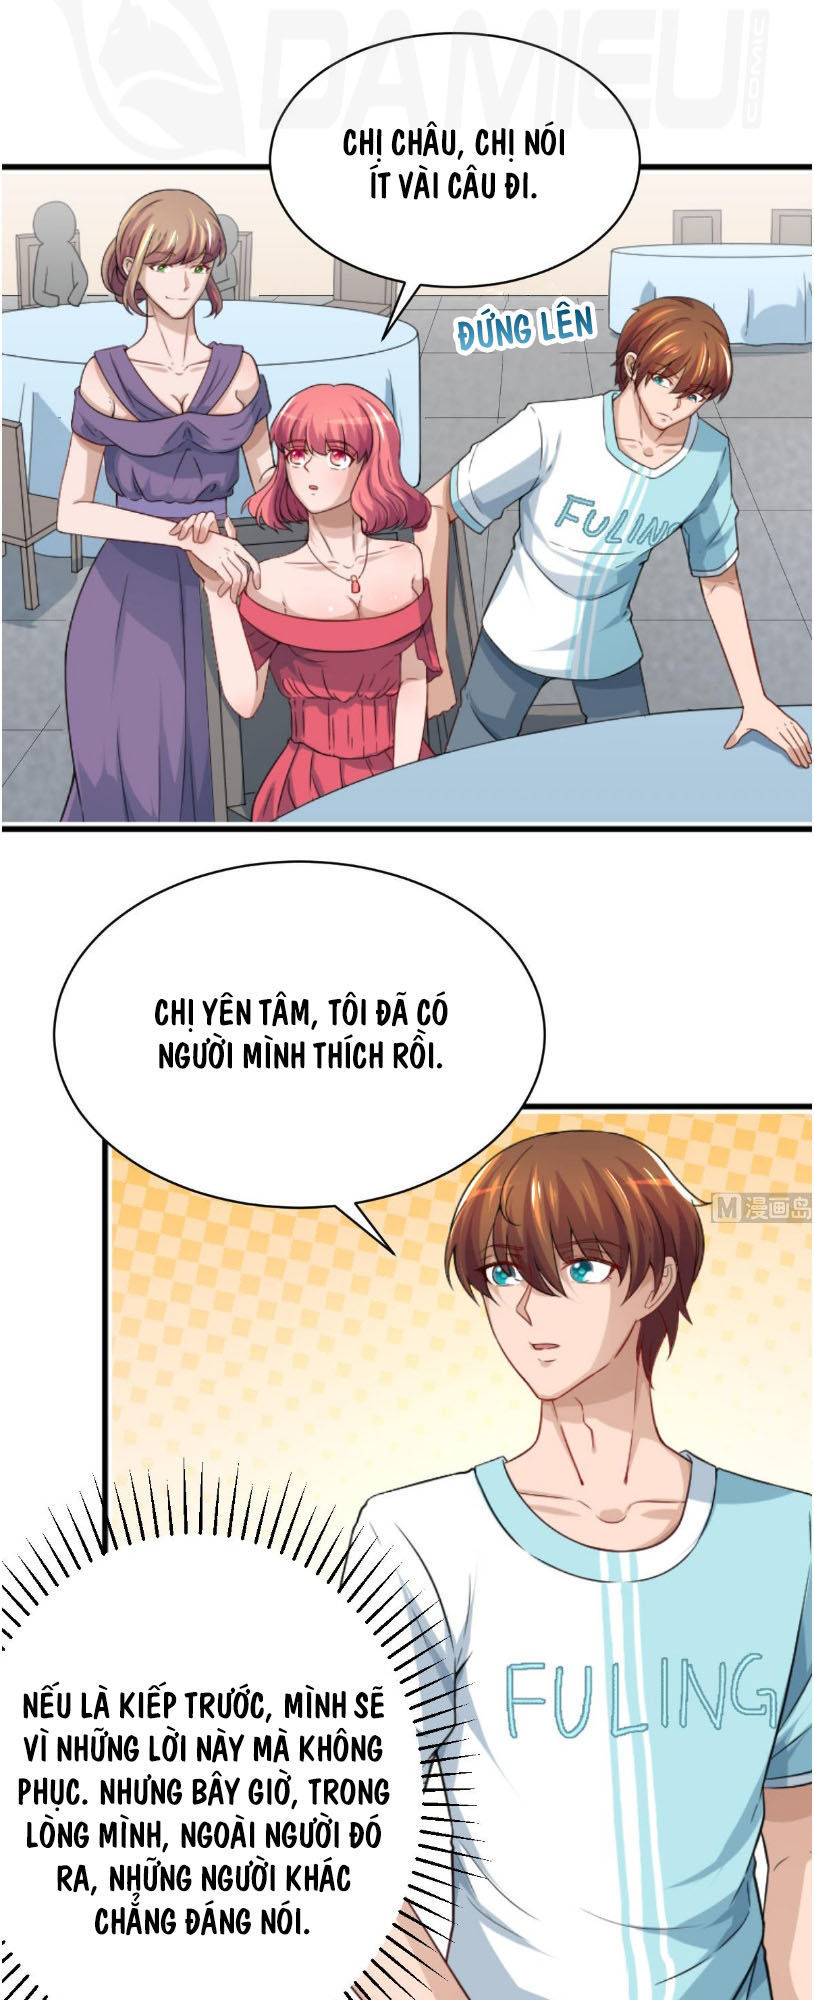 DAMIEU
COMIC
CHỊ CHÂU, CHỊ NÓI
ÍT VÀI CÂU ĐI.
ĐỨNG LÊN
FULING
CHỊ YÊN TÂM, TÔI ĐÃ CÓ
NGƯỜI MÌNH THÍCH RỒI.
M 漫画岛
FULING
NẾU LÀ KIẾP TRƯỚC, MÌNH SẼ
VÌ NHỮNG LỜI NÀY MÀ KHÔNG
PHỤC. NHƯNG BÂY GIỜ, TRONG
LÒNG MÌNH, NGOÀI NGƯỜI ĐÓ
RA, NHỮNG NGƯỜI KHÁC
CHẲNG ĐÁNG NÓI.